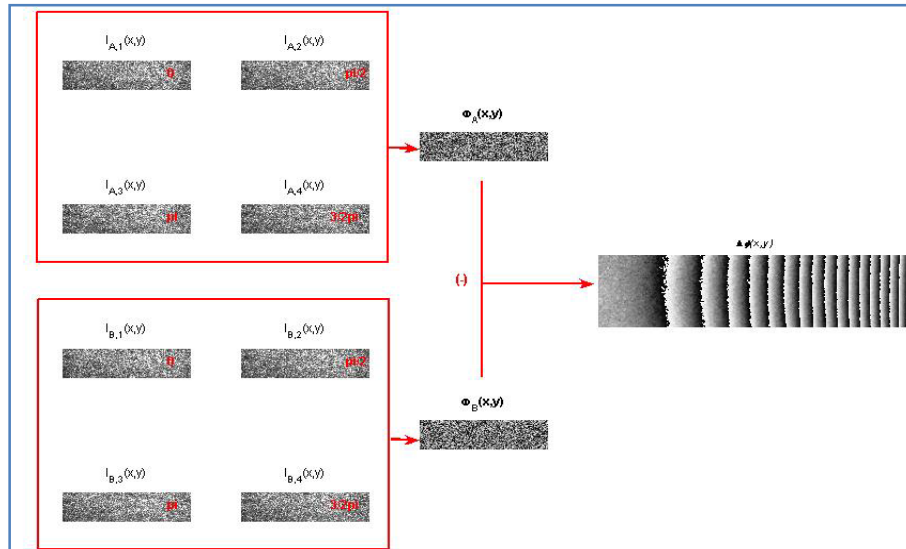 I_A,1(x,y)
I_A,2(x,y)
0
pi/2
Φ_A(x,y)
I_A,3(x,y)
I_A,4(x,y)
pi
3/2pi
▲ϕ(x,y)
(-)
I_B,1(x,y)
I_B,2(x,y)
0
pi/2
Φ_B(x,y)
I_B,3(x,y)
I_B,4(x,y)
pi
3/2pi